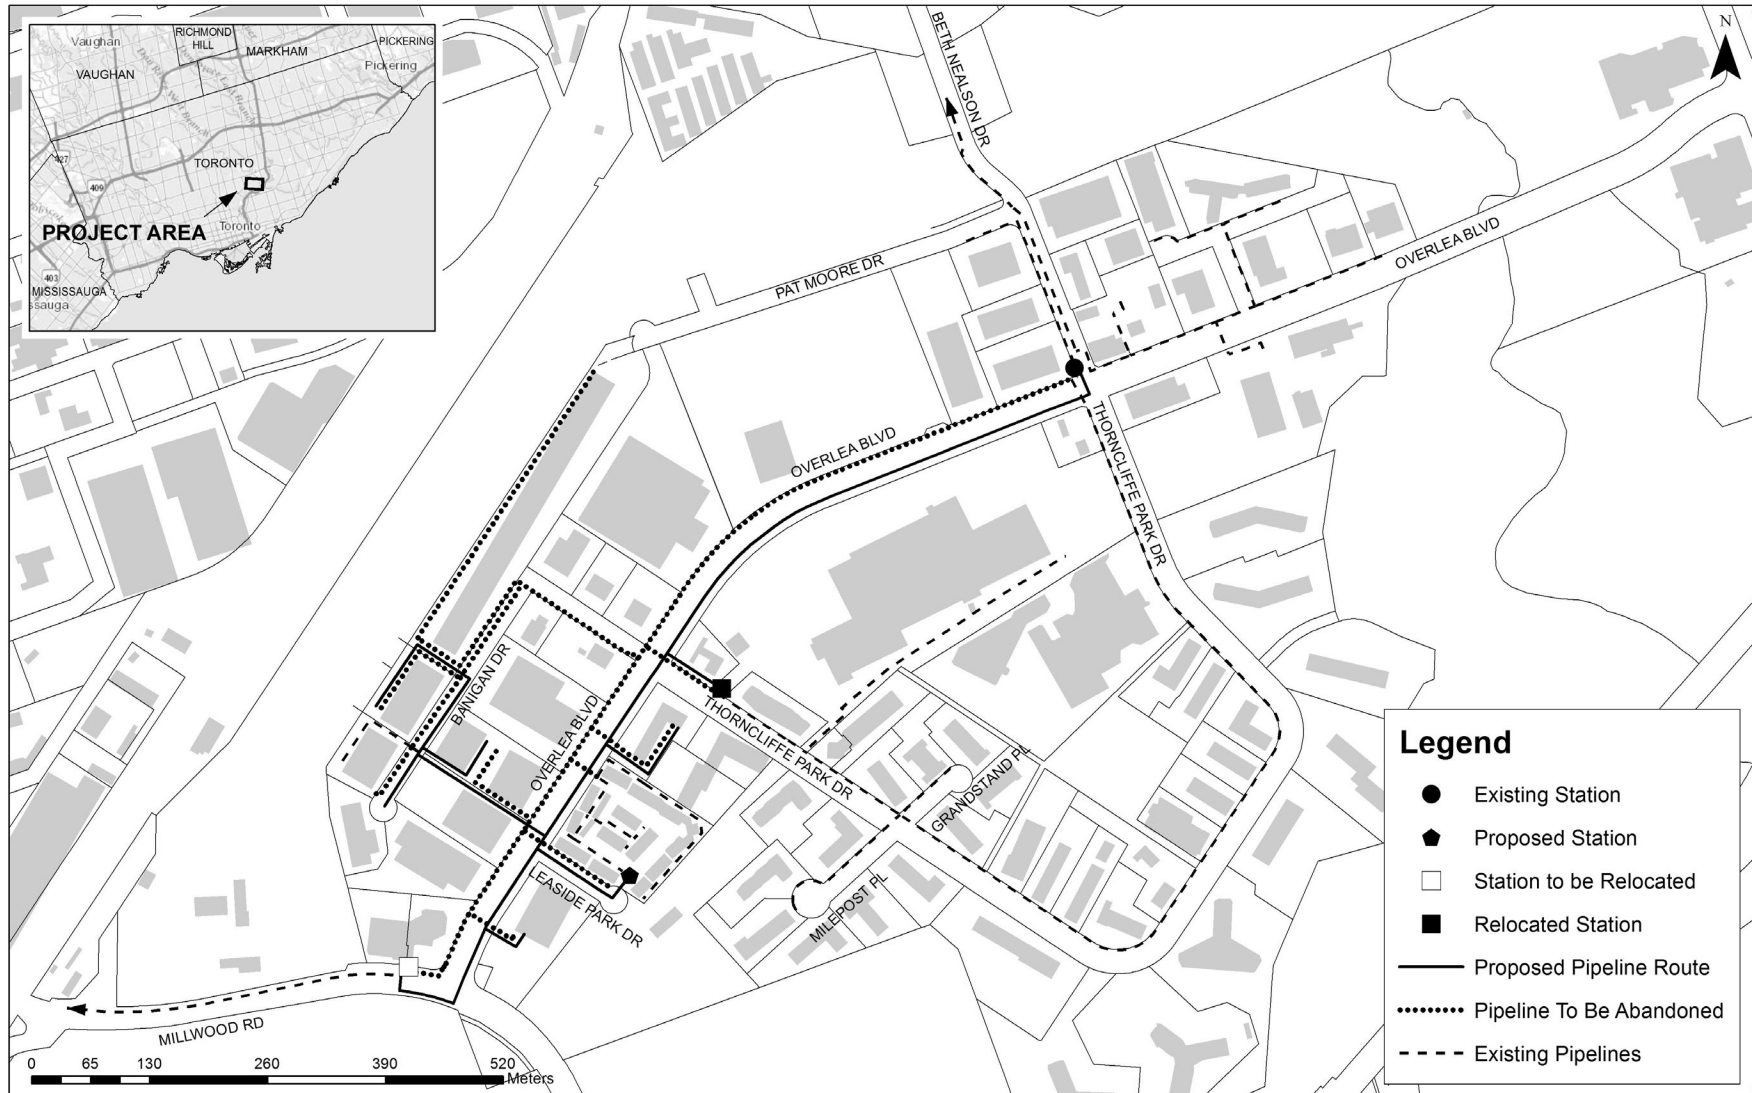 Vaughan
RICHMOND
HILL
MARKHAM
PICKERING
Pickering
VAUGHAN
427
TORONTO
409
Toronto
PROJECT AREA
403
MISSISSAUGA
ssauga
N
BETH NEALSON DR
PAT MOORE DR
OVERLEA BLVD
OVERLEA BLVD
THORNCLIFFE PARK DR
BANIGAN DR
OVERLEA BLVD
THORNCLIFFE PARK DR
GRANDSTAND PL
LEASIDE PARK DR
MILEPOST PL
MILLWOOD RD
0 65 130 260 390 520
Meters
Legend
Existing Station
Proposed Station
Station to be Relocated
Relocated Station
Proposed Pipeline Route
Pipeline To Be Abandoned
Existing Pipelines